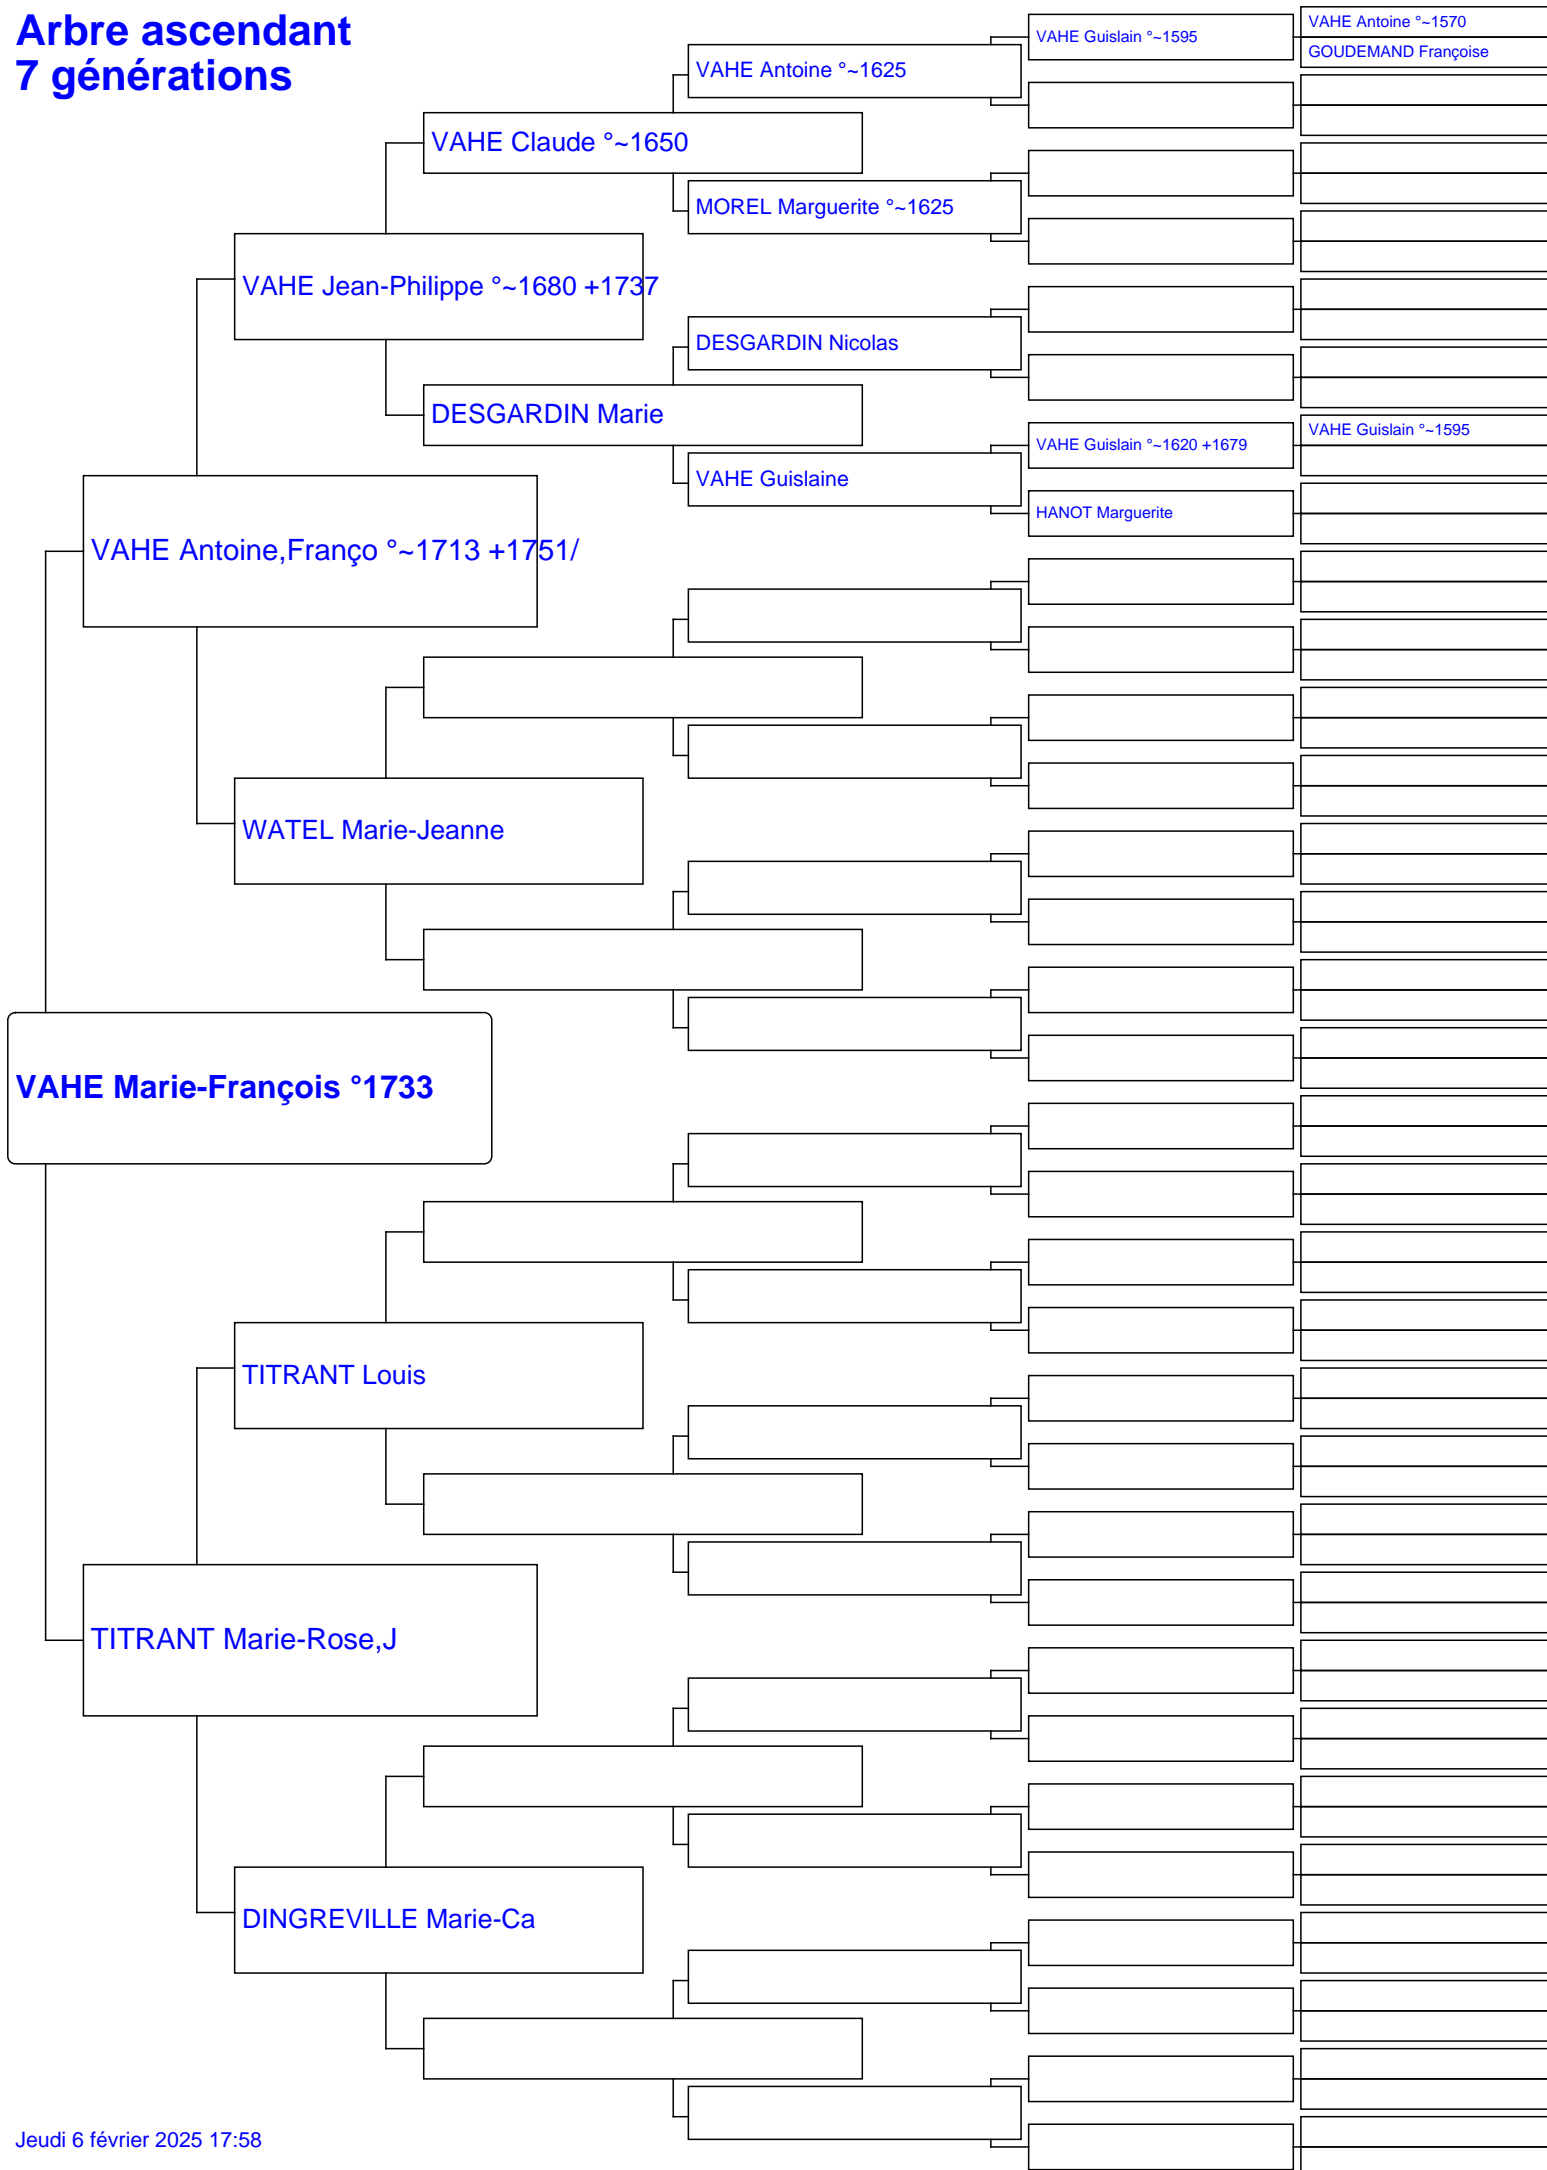 Arbre ascendant
7 générations
VAHE Guislain °~1595
VAHE Antoine °~1570
GOUDEMAND Françoise
VAHE Antoine °~1625
VAHE Claude °~1650
MOREL Marguerite °~1625
VAHE Jean-Philippe °~1680 +1737
DESGARDIN Nicolas
DESGARDIN Marie
VAHE Guislain °~1620 +1679
VAHE Guislain °~1595
VAHE Guislaine
HANOT Marguerite
VAHE Antoine,Franço °~1713 +1751/
WATEL Marie-Jeanne
VAHE Marie-François °1733
TITRANT Louis
TITRANT Marie-Rose,J
DINGREVILLE Marie-Ca
Jeudi 6 février 2025 17:58